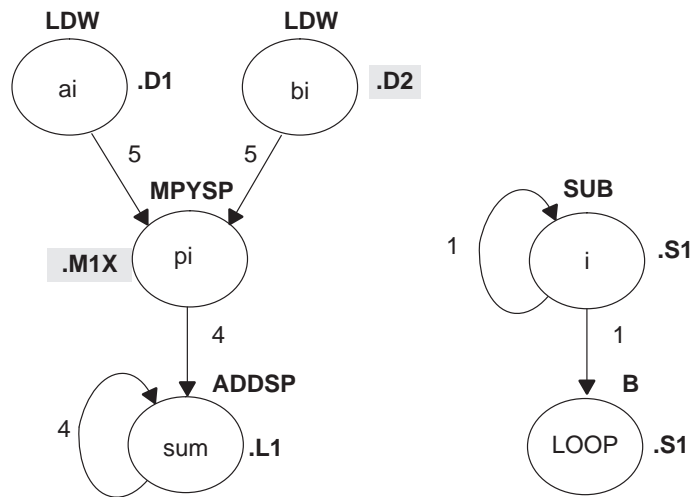 LDW
LDW
ai
.D1
bi
.D2
5
5
MPYSP
SUB
.M1X
pi
1
i
.S1
4
1
ADDSP
B
4
sum
.L1
LOOP
.S1